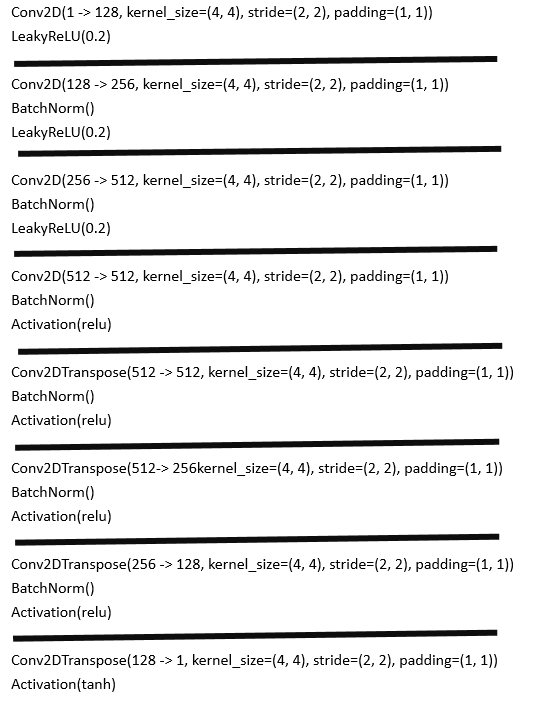 Conv2D(1 -> 128, kernel_size=(4, 4), stride=(2, 2), padding=(1, 1))
LeakyReLU(0.2)
Conv2D(128 -> 256, kernel_size=(4, 4), stride=(2, 2), padding=(1, 1))
BatchNorm()
LeakyReLU(0.2)
Conv2D(256 -> 512, kernel_size=(4, 4), stride=(2, 2), padding=(1, 1))
BatchNorm()
LeakyReLU(0.2)
Conv2D(512 -> 512, kernel_size=(4, 4), stride=(2, 2), padding=(1, 1))
BatchNorm()
Activation(relu)
Conv2DTranspose(512 -> 512, kernel_size=(4, 4), stride=(2, 2), padding=(1, 1))
BatchNorm()
Activation(relu)
Conv2DTranspose(512-> 256kernel_size=(4, 4), stride=(2, 2), padding=(1, 1))
BatchNorm()
Activation(relu)
Conv2DTranspose(256 -> 128, kernel_size=(4, 4), stride=(2, 2), padding=(1, 1))
BatchNorm()
Activation(relu)
Conv2DTranspose(128 -> 1, kernel_size=(4, 4), stride=(2, 2), padding=(1, 1))
Activation(tanh)